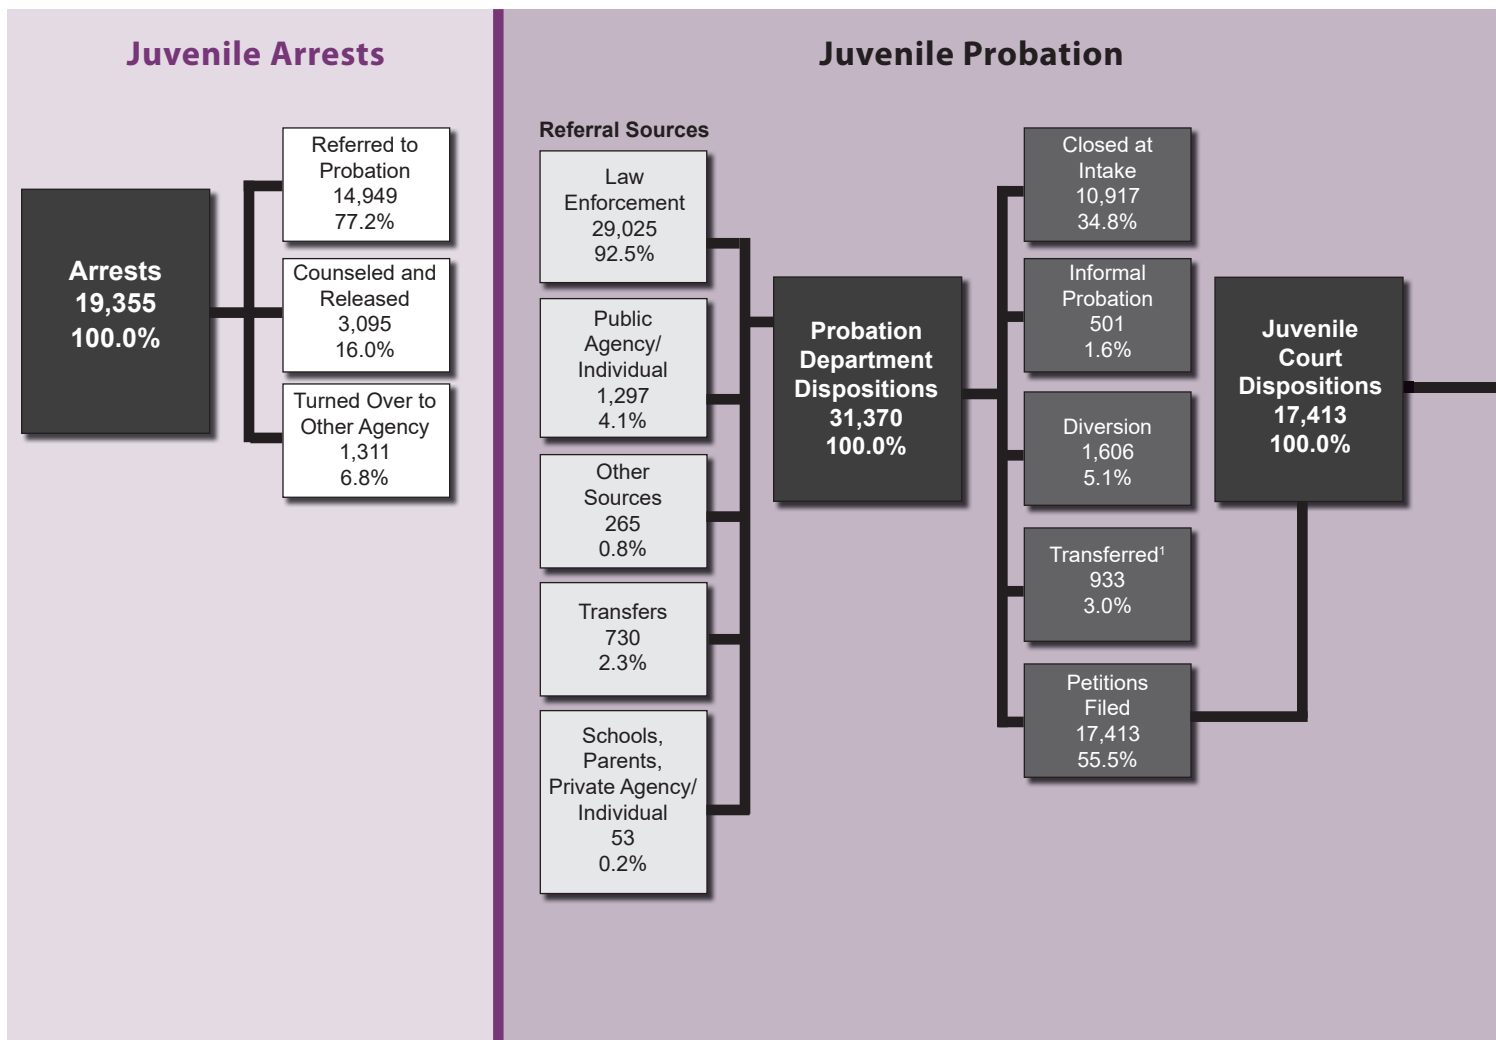 Juvenile Arrests
Arrests
19,355
100.0%
Referred to
Probation
14,949
77.2%
Counseled and
Released
3,095
16.0%
Turned Over to
Other Agency
1,311
6.8%
Juvenile Probation
Referral Sources
Law
Enforcement
29,025
92.5%
Public
Agency/
Individual
1,297
4.1%
Other
Sources
265
0.8%
Transfers
730
2.3%
Schools,
Parents,
Private Agency/
Individual
53
0.2%
Probation
Department
Dispositions
31,370
100.0%
Closed at
Intake
10,917
34.8%
Informal
Probation
501
1.6%
Diversion
1,606
5.1%
Transferred¹
933
3.0%
Petitions
Filed
17,413
55.5%
Juvenile
Court
Dispositions
17,413
100.0%